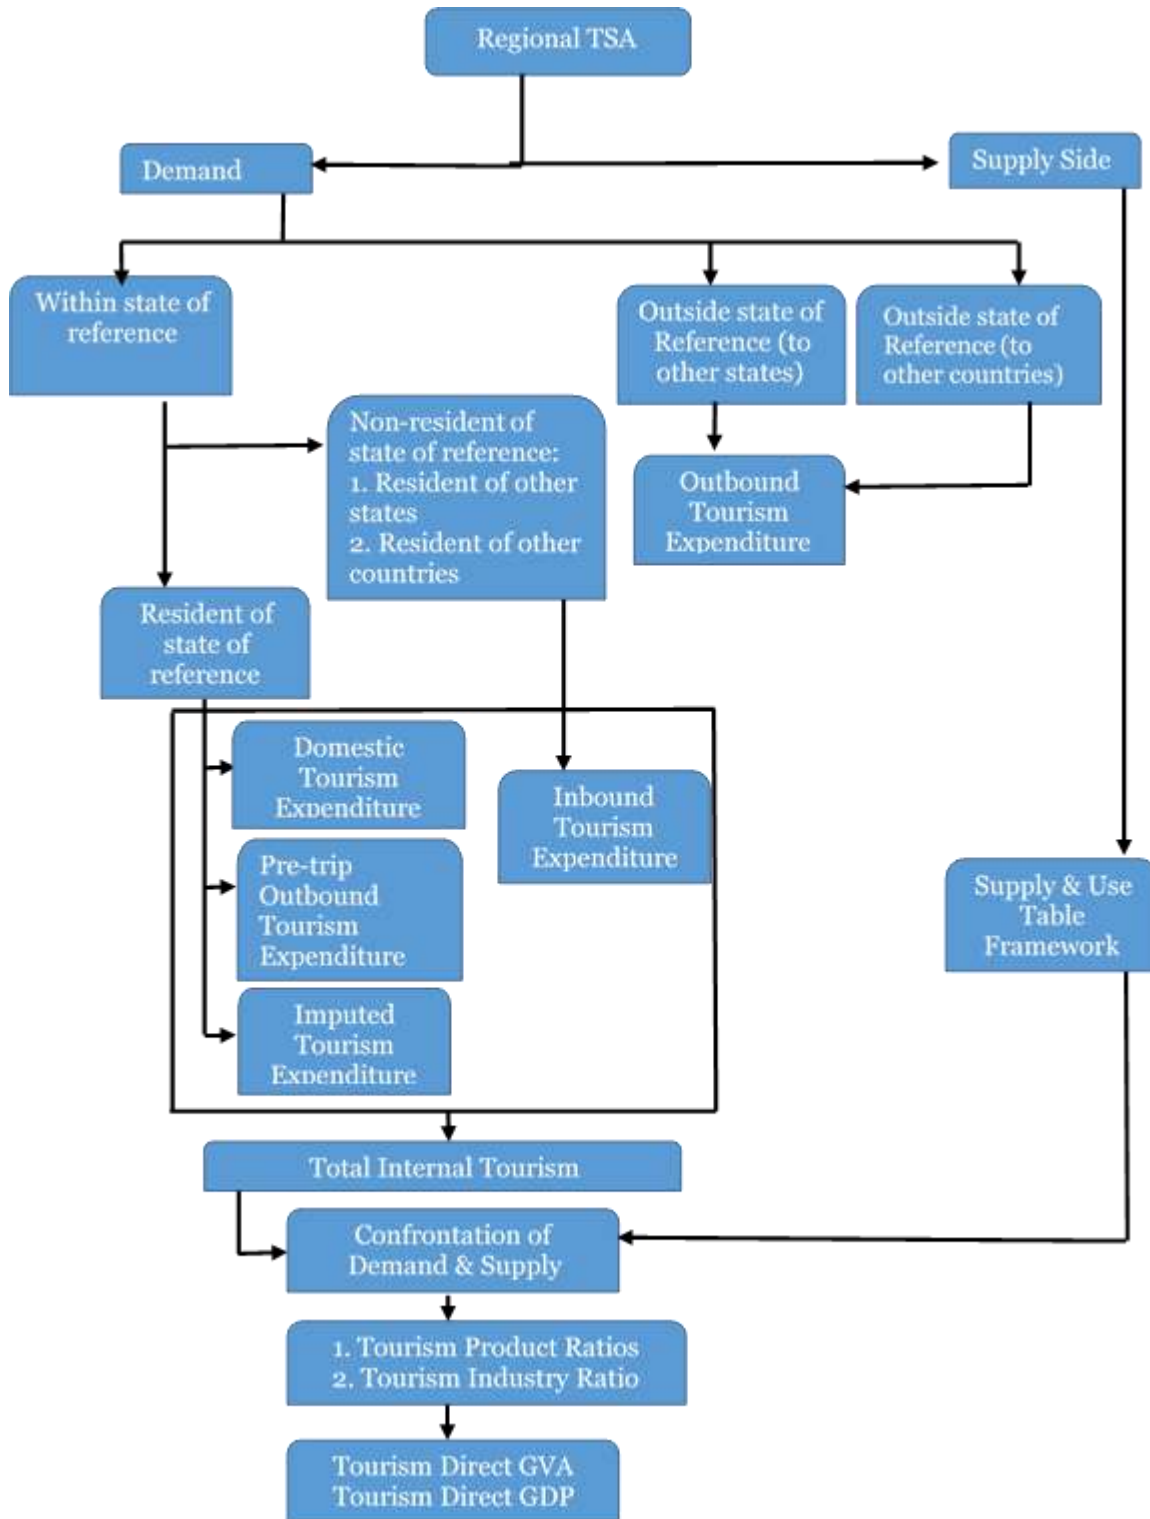 Regional TSA
Demand
Supply Side
Within state of
reference
Outside state of
Reference (to
other states)
Outside state of
Reference (to
other countries)
Non-resident of
state of reference:
1. Resident of other
states
2. Resident of other
countries
Outbound
Tourism
Expenditure
Resident of
state of
reference
Domestic
Tourism
Expenditure
Inbound
Tourism
Expenditure
Pre-trip
Outbound
Tourism
Expenditure
Supply & Use
Table
Framework
Imputed
Tourism
Expenditure
Total Internal Tourism
Confrontation of
Demand & Supply
1. Tourism Product Ratios
2. Tourism Industry Ratio
Tourism Direct GVA
Tourism Direct GDP